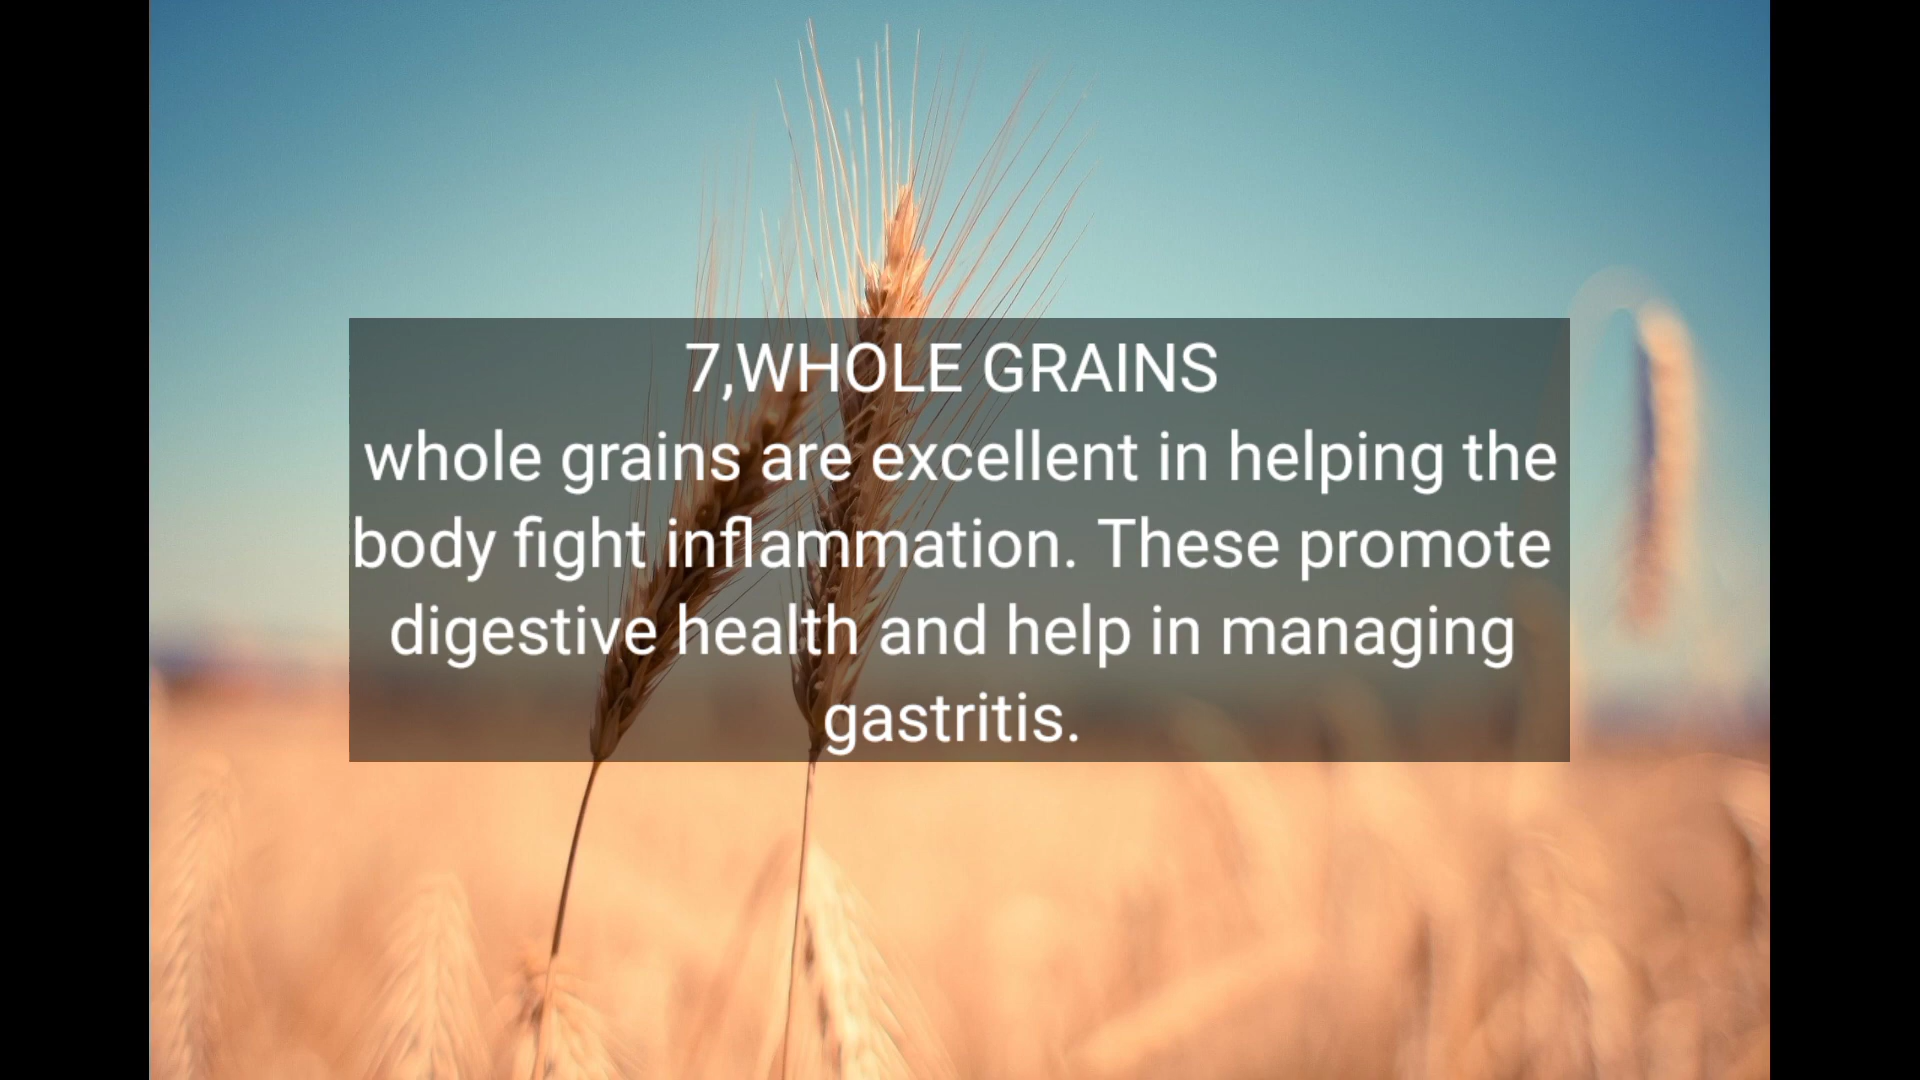 7,WHOLE GRAINS
whole grains are excellent in helping the
body fight inflammation. These promote
digestive health and help in managing
gastritis.